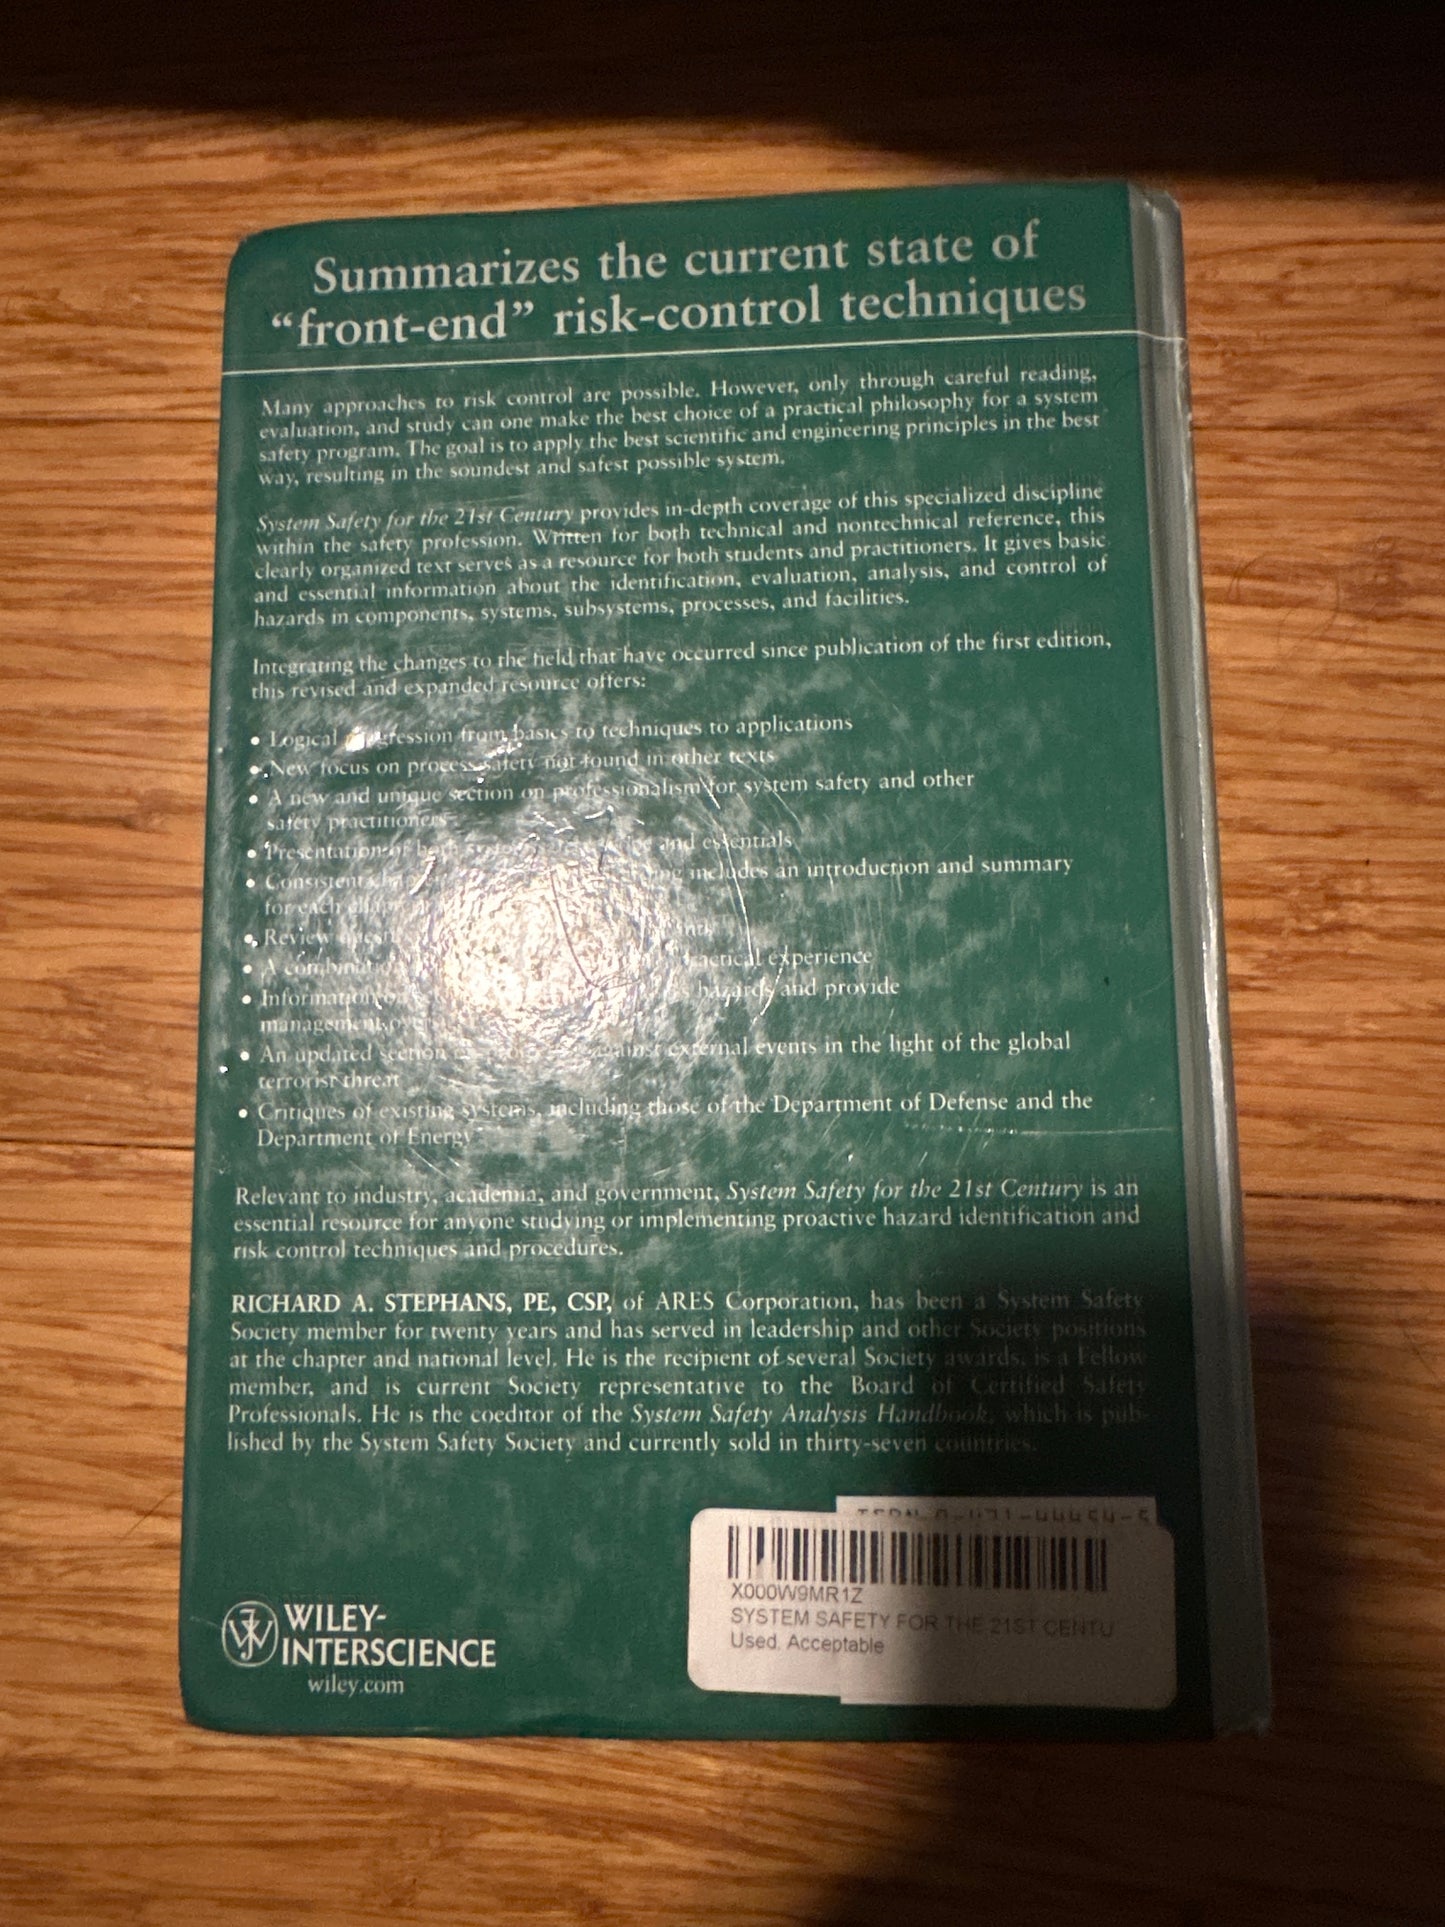 Summarizes the current state of
“front-end” risk-control techniques
Many approaches to risk control are possible. However, only through careful reading,
evaluation, and study can one make the best choice of a practical philosophy for a system
safety program. The goal is to apply the best scientific and engineering principles in the best
way, resulting in the soundest and safest possible system.
System Safety for the 21st Century provides in-depth coverage of this specialized discipline
within the safety profession. Written for both technical and nontechnical reference, this
clearly organized text serves as a resource for both students and practitioners. It gives basic
and essential information about the identification, evaluation, analysis, and control of
hazards in components, systems, subsystems, processes, and facilities.
Integrating the changes to the field that have occurred since publication of the first edition,
this revised and expanded resource offers:
• Logical progression from basics to techniques to applications
• New focus on process safety not found in other texts
• A new and unique section on professionalism for system safety and other
safety practitioners
• Presentation of both and essentials
• Consistent includes an introduction and summary
for each
• Review
• A combination practical experience
• Information hazards and provide
management
• An updated section against external events in the light of the global
terrorist threat
• Critiques of existing systems, including those of the Department of Defense and the
Department of Energy
Relevant to industry, academia, and government, System Safety for the 21st Century is an
essential resource for anyone studying or implementing proactive hazard identification and
risk control techniques and procedures.
RICHARD A. STEPHANS, PE, CSP, of ARES Corporation, has been a System Safety
Society member for twenty years and has served in leadership and other Society positions
at the chapter and national level. He is the recipient of several Society awards, is a Fellow
member, and is current Society representative to the Board of Certified Safety
Professionals. He is the coeditor of the System Safety Analysis Handbook, which is pub-
lished by the System Safety Society and currently sold in thirty-seven countries.
ISBN 0-471-44454-5
X000W9MR1Z
SYSTEM SAFETY FOR THE 21ST CENTU
Used, Acceptable
WILEY-
INTERSCIENCE
wiley.com